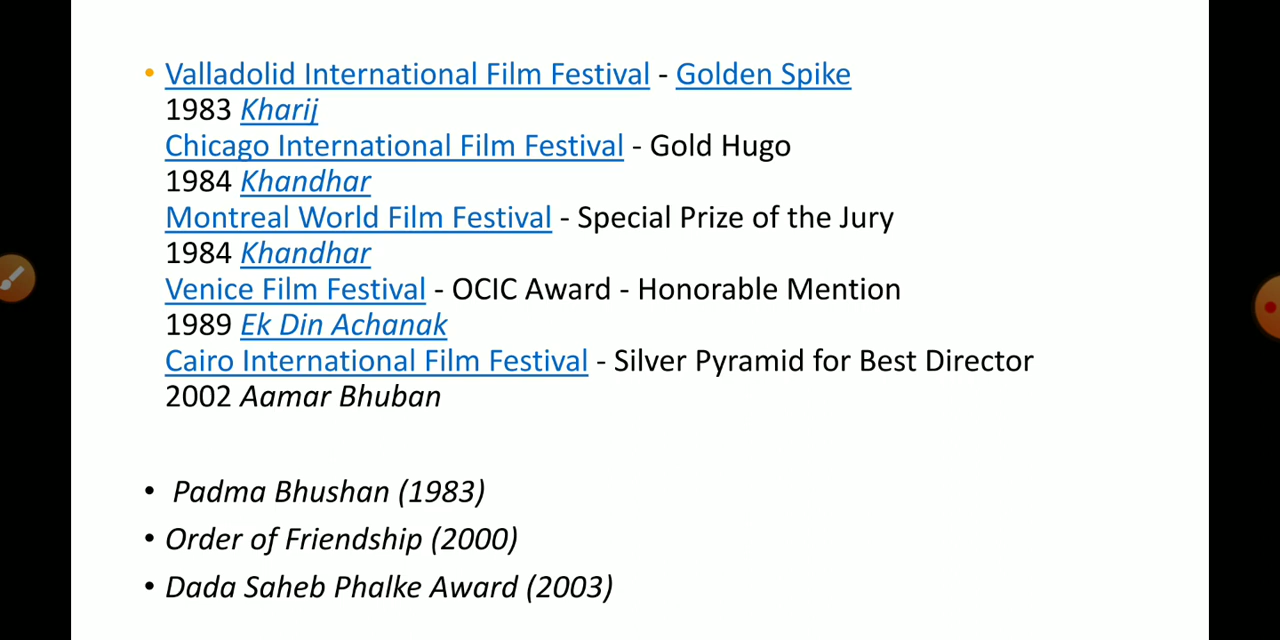 • Valladolid International Film Festival - Golden Spike
1983 Kharij
Chicago International Film Festival - Gold Hugo
1984 Khandhar
Montreal World Film Festival - Special Prize of the Jury
1984 Khandhar
Venice Film Festival - OCIC Award - Honorable Mention
1989 Ek Din Achanak
Cairo International Film Festival - Silver Pyramid for Best Director
2002 Aamar Bhuban
• Padma Bhushan (1983)
• Order of Friendship (2000)
• Dada Saheb Phalke Award (2003)